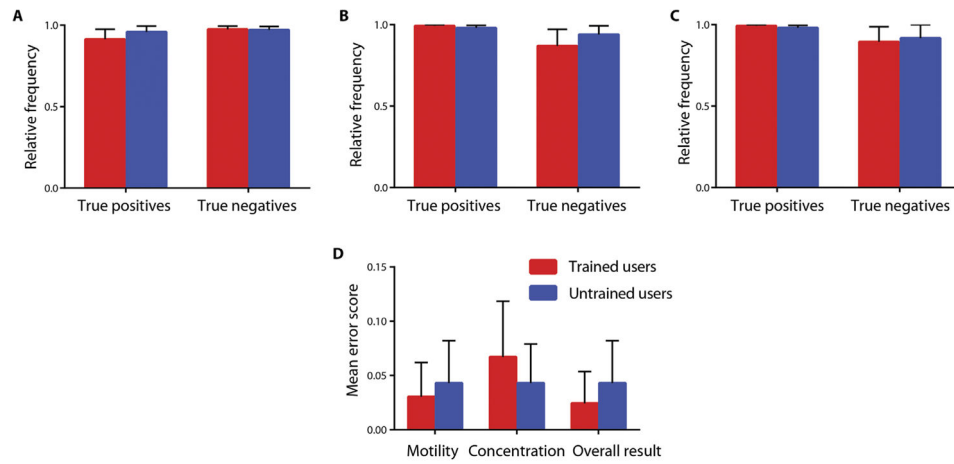 A
Relative frequency
1.0
0.5
0.0
True positives
True negatives
B
Relative frequency
1.0
0.5
0.0
True positives
True negatives
C
Relative frequency
1.0
0.5
0.0
True positives
True negatives
D
Mean error score
0.15
0.10
0.05
0.00
Trained users
Untrained users
Motility
Concentration
Overall result